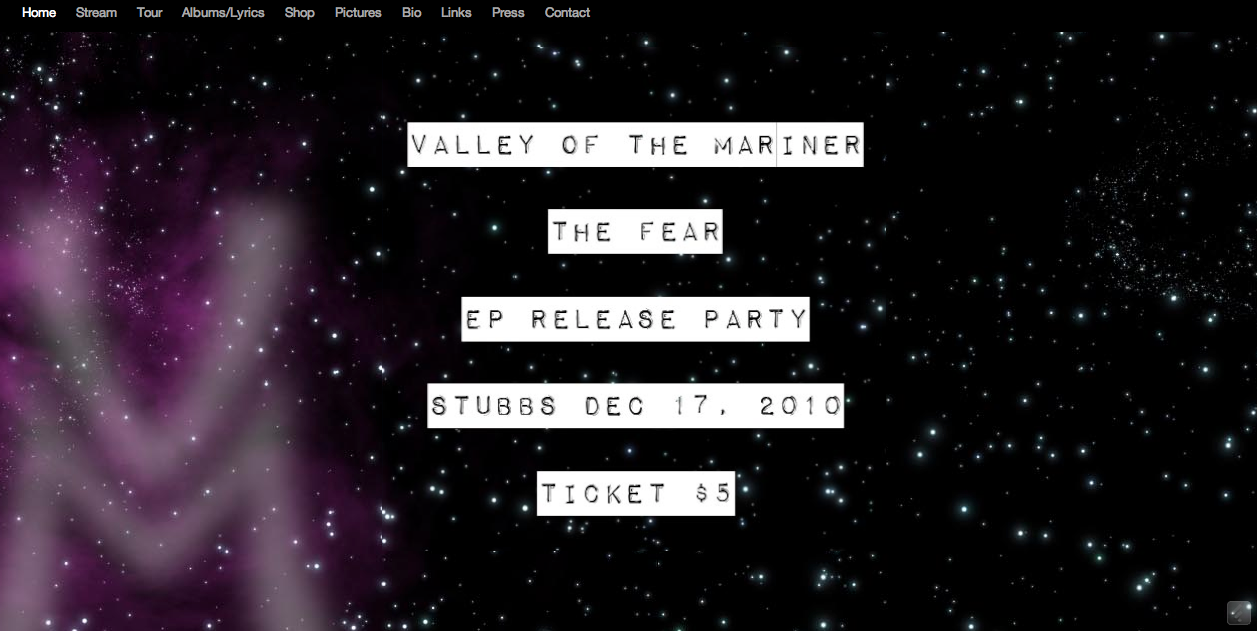 Home Stream Tour Albums/Lyrics Shop Pictures Bio Links Press Contact
VALLEY OF THE MARINER
THE FEAR
EP RELEASE PARTY
STUBBS DEC 17, 2010
TICKET $5